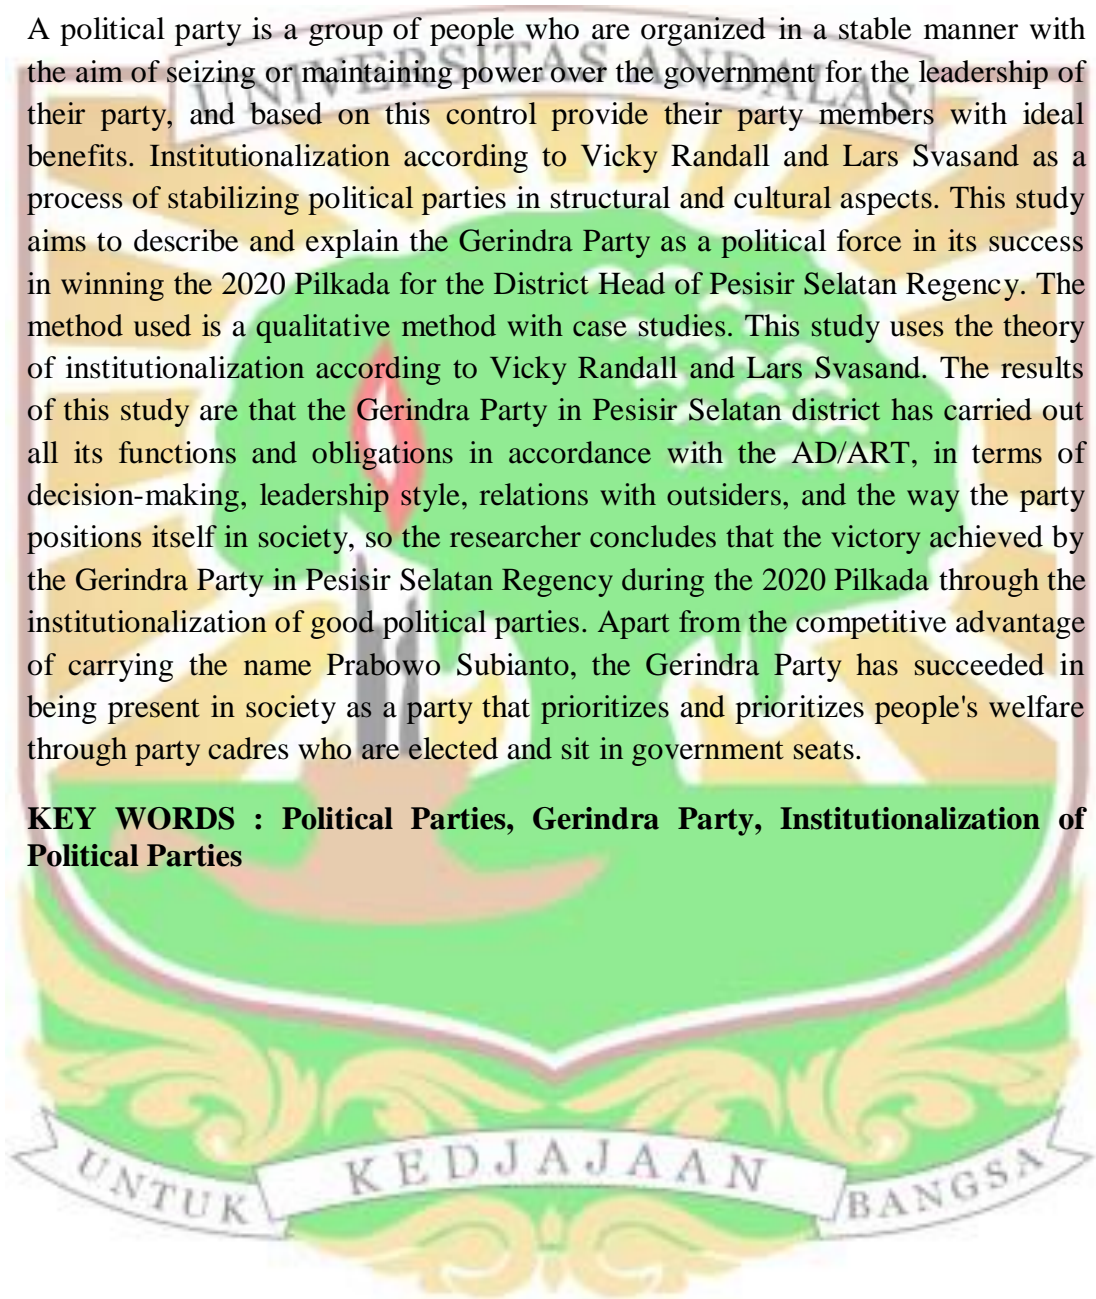 A political party is a group of people who are organized in a stable manner with
the aim of seizing or maintaining power over the government for the leadership of
their party, and based on this control provide their party members with ideal
benefits. Institutionalization according to Vicky Randall and Lars Svasand as a
process of stabilizing political parties in structural and cultural aspects. This study
aims to describe and explain the Gerindra Party as a political force in its success
in winning the 2020 Pilkada for the District Head of Pesisir Selatan Regency. The
method used is a qualitative method with case studies. This study uses the theory
of institutionalization according to Vicky Randall and Lars Svasand. The results
of this study are that the Gerindra Party in Pesisir Selatan district has carried out
all its functions and obligations in accordance with the AD/ART, in terms of
decision-making, leadership style, relations with outsiders, and the way the party
positions itself in society, so the researcher concludes that the victory achieved by
the Gerindra Party in Pesisir Selatan Regency during the 2020 Pilkada through the
institutionalization of good political parties. Apart from the competitive advantage
of carrying the name Prabowo Subianto, the Gerindra Party has succeeded in
being present in society as a party that prioritizes and prioritizes people's welfare
through party cadres who are elected and sit in government seats.
KEY WORDS : Political Parties, Gerindra Party, Institutionalization of
Political Parties
UNIVERSITAS ANDALAS
UNTUK KEDJAJAAN BANGSA